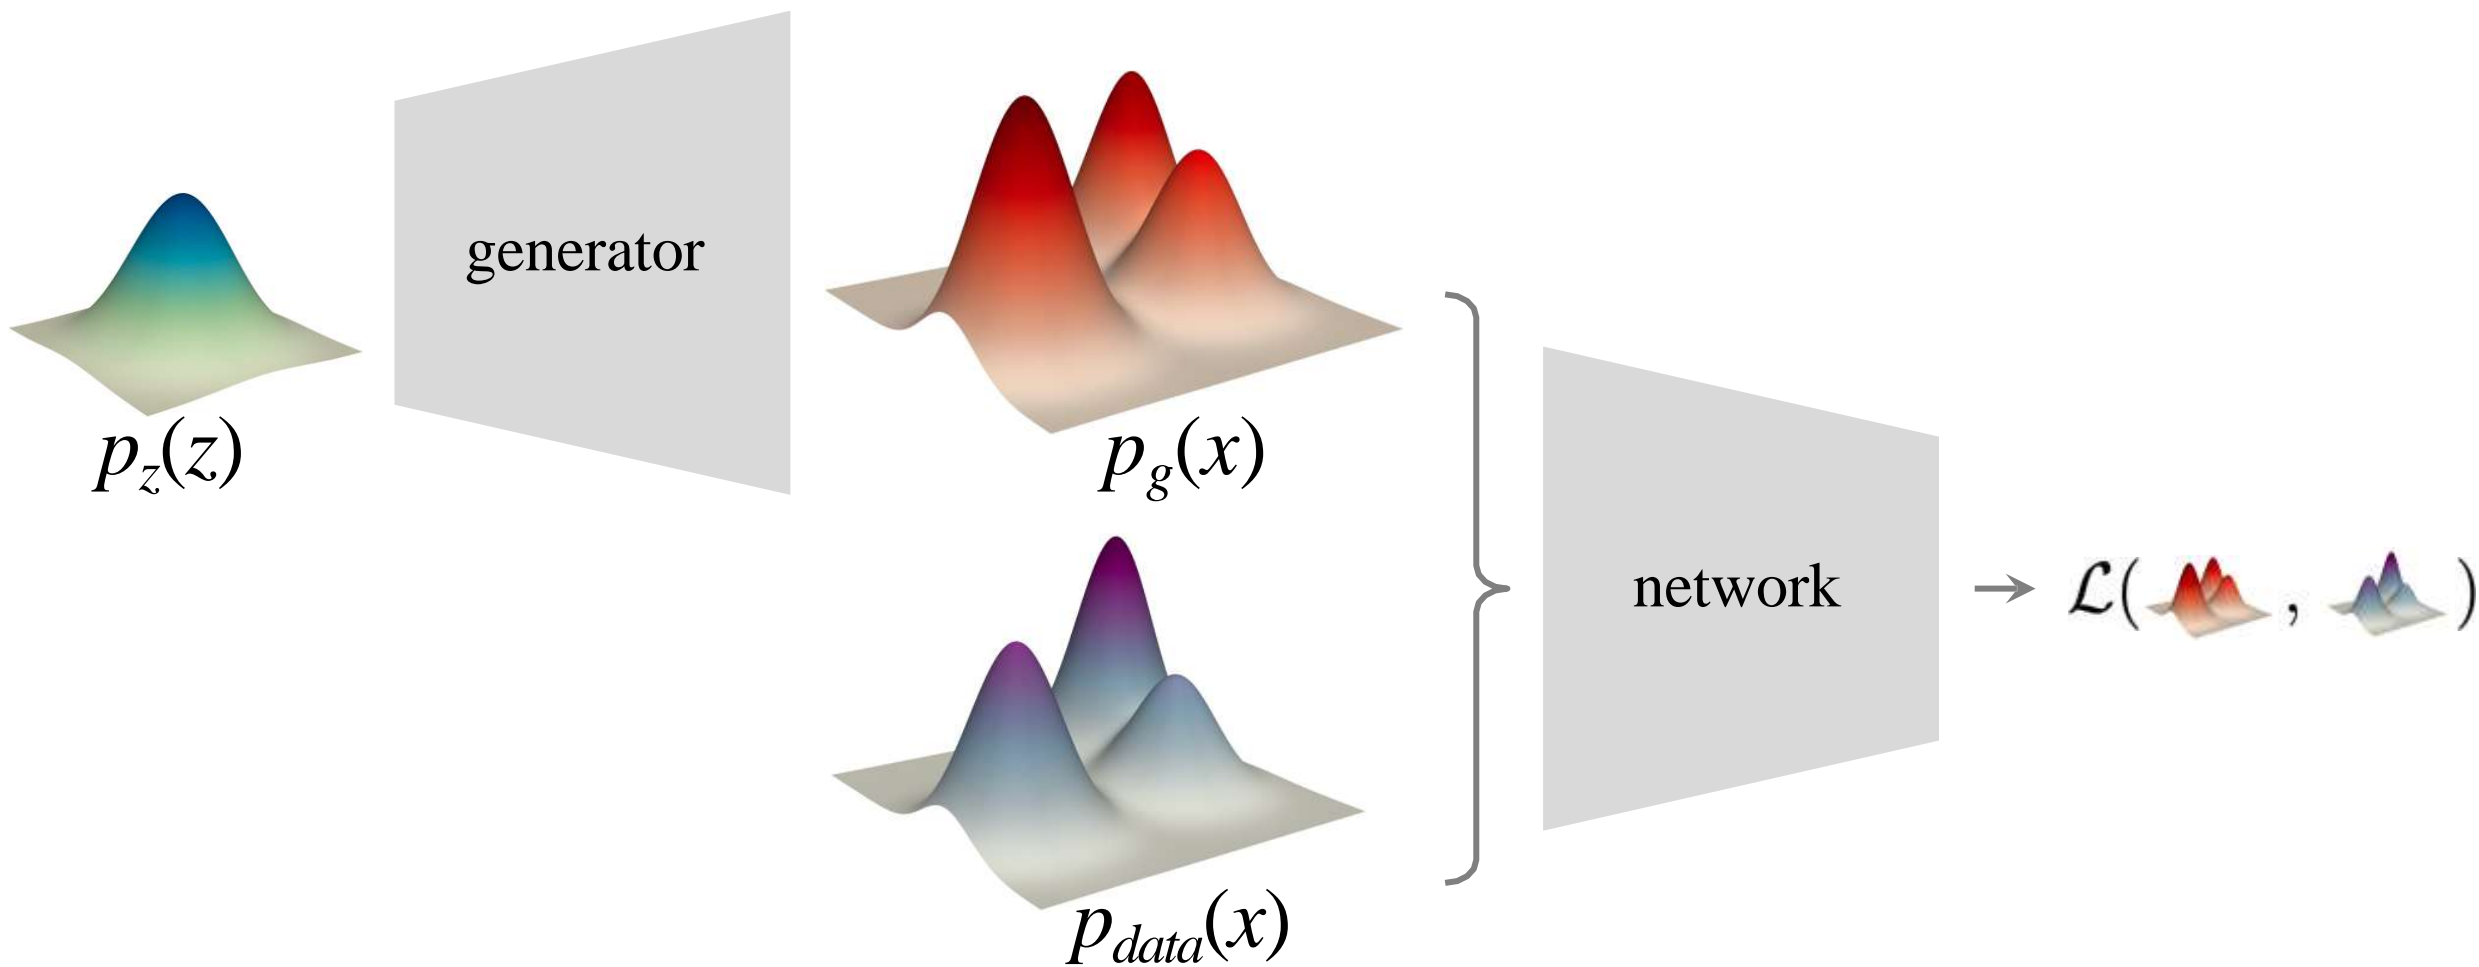 generator
p_z(z)
p_g(x)
network
ℒ( , )
p_data(x)